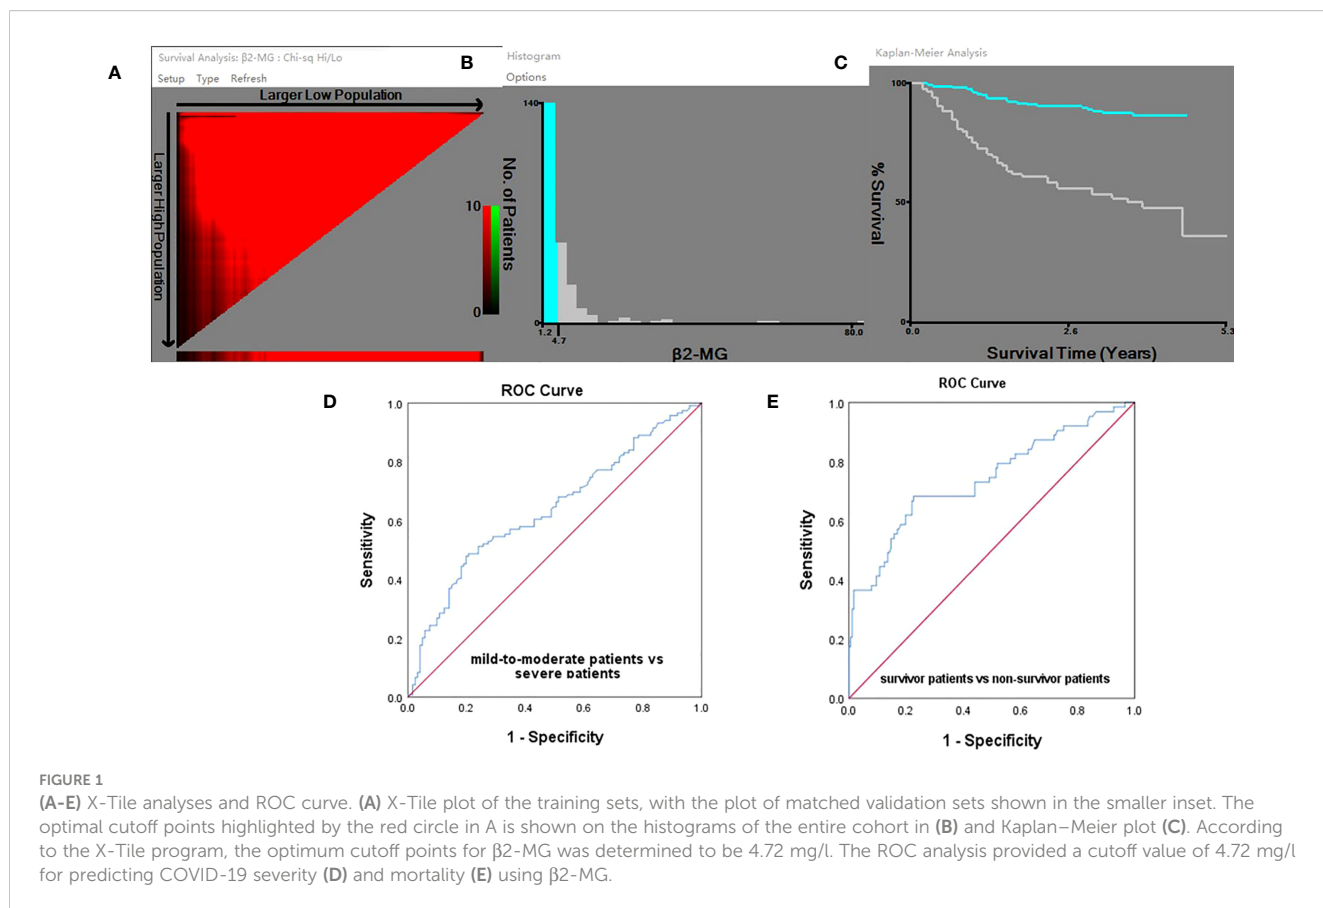 A
Survival Analysis: β2-MG : Chi-sq Hi/Lo
Setup Type Refresh
Larger Low Population
Larger High Population
10
0
B
Histogram
Options
No. of Patients
140
0
1.2
4.7
80.0
β2-MG
C
Kaplan-Meier Analysis
% Survival
100
50
0
0.0
2.6
5.3
Survival Time (Years)
D
ROC Curve
Sensitivity
1.0
0.8
0.6
0.4
0.2
0.0
mild-to-moderate patients vs
severe patients
0.0 0.2 0.4 0.6 0.8 1.0
1 - Specificity
E
ROC Curve
Sensitivity
1.0
0.8
0.6
0.4
0.2
0.0
survivor patients vs non-survivor patients
0.0 0.2 0.4 0.6 0.8 1.0
1 - Specificity
FIGURE 1
(A-E) X-Tile analyses and ROC curve. (A) X-Tile plot of the training sets, with the plot of matched validation sets shown in the smaller inset. The
optimal cutoff points highlighted by the red circle in A is shown on the histograms of the entire cohort in (B) and Kaplan–Meier plot (C). According
to the X-Tile program, the optimum cutoff points for β2-MG was determined to be 4.72 mg/l. The ROC analysis provided a cutoff value of 4.72 mg/l
for predicting COVID-19 severity (D) and mortality (E) using β2-MG.